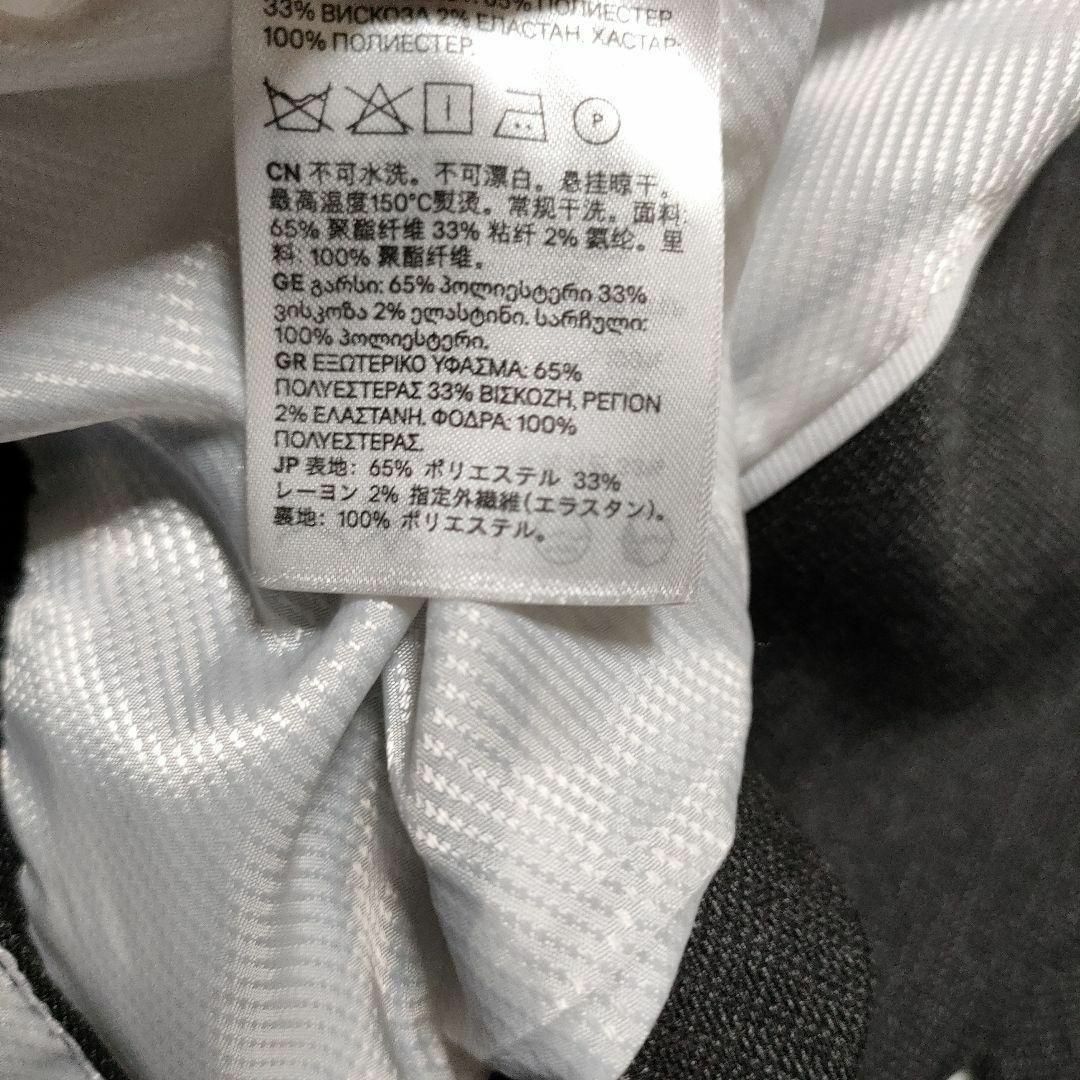 65% ПОЛИЕСТЕР
33% ВИСКОЗА 2% ЕЛАСТАН. ХАСТАР:
100% ПОЛИЕСТЕР.
P
CN 不可水洗。不可漂白。悬挂晾干。
最高温度150°C熨烫。常规干洗。面料:
65% 聚酯纤维 33% 粘纤 2% 氨纶。里
料: 100% 聚酯纤维。
GE გარსი: 65% პოლიესტერი 33%
ვისკოზა 2% ელასტინი. სარჩული:
100% პოლიესტერი.
GR ΕΞΩΤΕΡΙΚΟ ΥΦΑΣΜΑ: 65%
ΠΟΛΥΕΣΤΕΡΑΣ 33% ΒΙΣΚΟΖΗ, ΡΕΓΙΟΝ
2% ΕΛΑΣΤΑΝΗ. ΦΟΔΡΑ: 100%
ΠΟΛΥΕΣΤΕΡΑΣ.
JP 表地: 65% ポリエステル 33%
レーヨン 2% 指定外繊維(エラスタン)。
裏地: 100% ポリエステル。